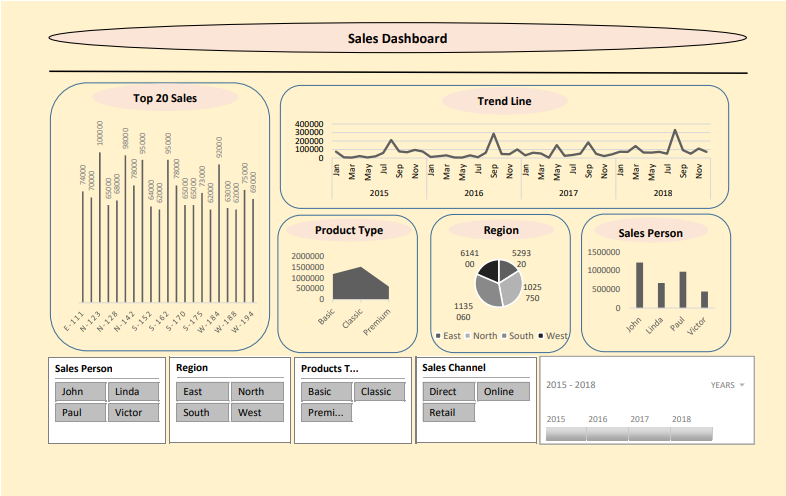 Sales Dashboard
Top 20 Sales
74000
70000
100000
65000
68000
98000
78000
95000
64000
62000
95000
78000
65000
65000
73000
62000
92000
63000
62000
75000
69000
E-111
N-123
N-128
N-142
S-152
S-162
S-170
S-175
W-184
W-188
W-194
Trend Line
400000
300000
200000
100000
0
Jan Mar May Jul Sep Nov Jan Mar May Jul Sep Nov Jan Mar May Jul Sep Nov Jan Mar May Jul Sep Nov
2015 2016 2017 2018
Product Type
2000000
1500000
1000000
500000
0
Basic
Classic
Premium
Region
6141
00
5293
20
1025
750
1135
060
East North South West
Sales Person
1500000
1000000
500000
0
John
Linda
Paul
Victor
Sales Person
John Linda
Paul Victor
Region
East North
South West
Products T...
Basic Classic
Premi...
Sales Channel
Direct Online
Retail
2015 - 2018 YEARS
2015 2016 2017 2018